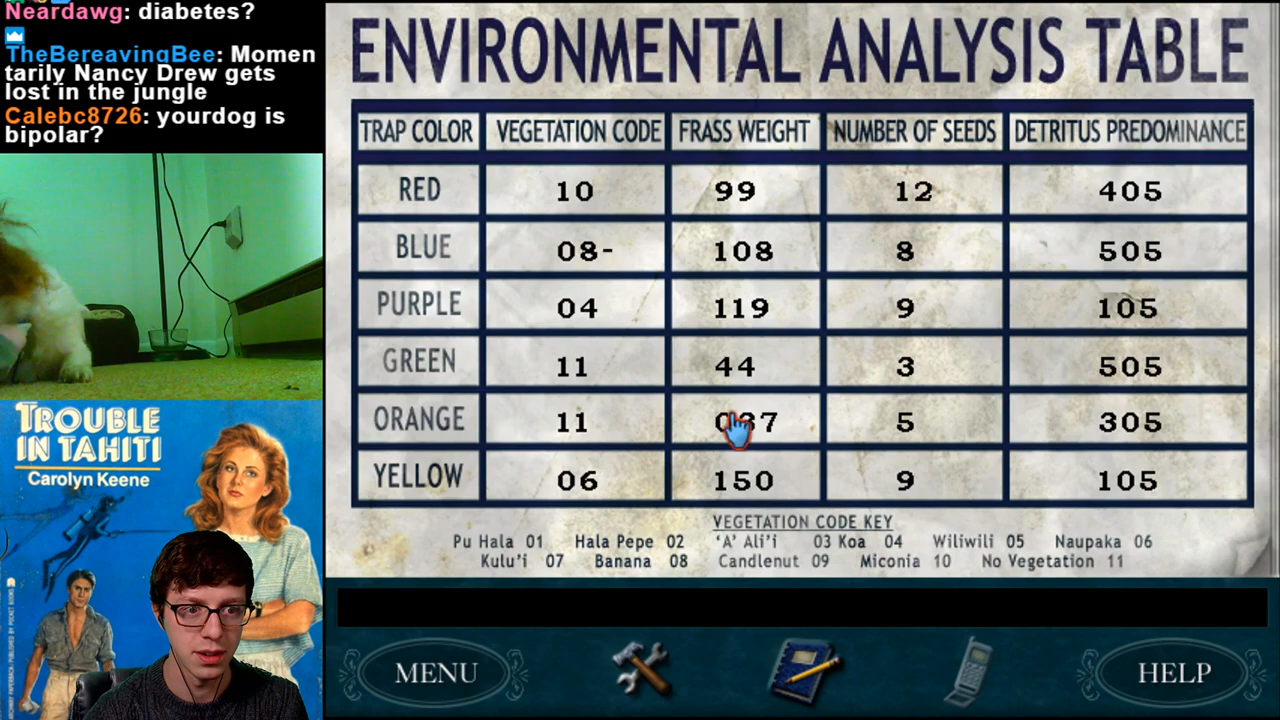 Neardawg: diabetes?
TheBereavingBee: Momen
tarily Nancy Drew gets
lost in the jungle
Calebc8726: yourdog is
bipolar?
TROUBLE
IN TAHITI
Carolyn Keene
ENVIRONMENTAL ANALYSIS TABLE
TRAP COLOR VEGETATION CODE FRASS WEIGHT NUMBER OF SEEDS DETRITUS PREDOMINANCE
RED 10 99 12 405
BLUE 08- 108 8 505
PURPLE 04 119 9 105
GREEN 11 44 3 505
ORANGE 11 037 5 305
YELLOW 06 150 9 105
VEGETATION CODE KEY
Pu Hala 01 Hala Pepe 02 'A' Ali'i 03 Koa 04 Wiliwili 05 Naupaka 06
Kulu'i 07 Banana 08 Candlenut 09 Miconia 10 No Vegetation 11
MENU HELP